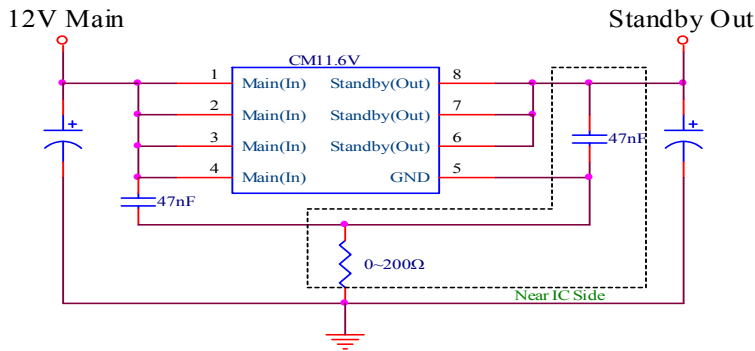 12V Main
Standby Out
CM11.6V
1 Main(In) Standby(Out) 8
2 Main(In) Standby(Out) 7
3 Main(In) Standby(Out) 6
4 Main(In) GND 5
+
+
47nF
47nF
0~200Ω
Near IC Side